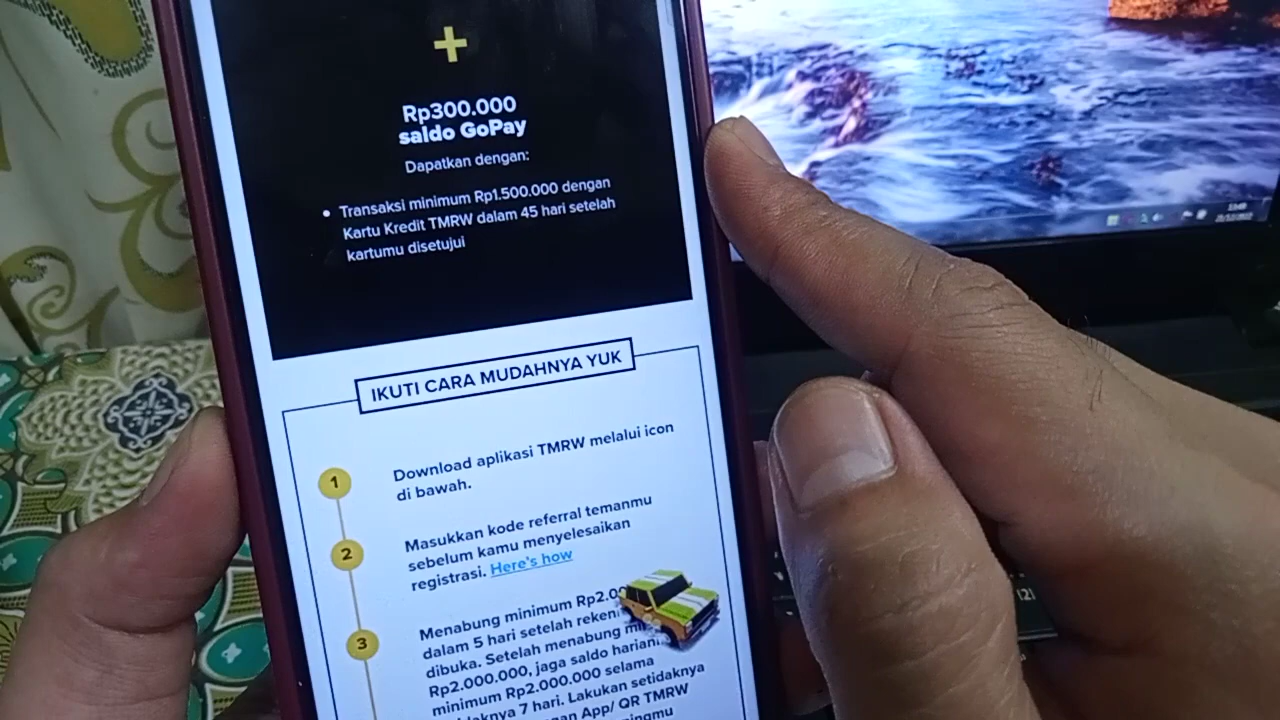 +
Rp300.000
saldo GoPay
Dapatkan dengan:
• Transaksi minimum Rp1.500.000 dengan
Kartu Kredit TMRW dalam 45 hari setelah
kartumu disetujui
IKUTI CARA MUDAHNYA YUK
1
Download aplikasi TMRW melalui icon
di bawah.
2
Masukkan kode referral temanmu
sebelum kamu menyelesaikan
registrasi. Here's how
3
Menabung minimum
dalam 5 hari setelah
dibuka. Setelah menabung
Rp2.000.000, jaga saldo harian
minimum Rp2.000.000 selama
7 hari. Lakukan setidaknya
App/ QR TMRW